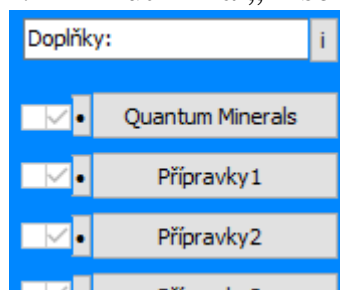 Doplňky:
i
• Quantum Minerals
• Přípravky1
• Přípravky2